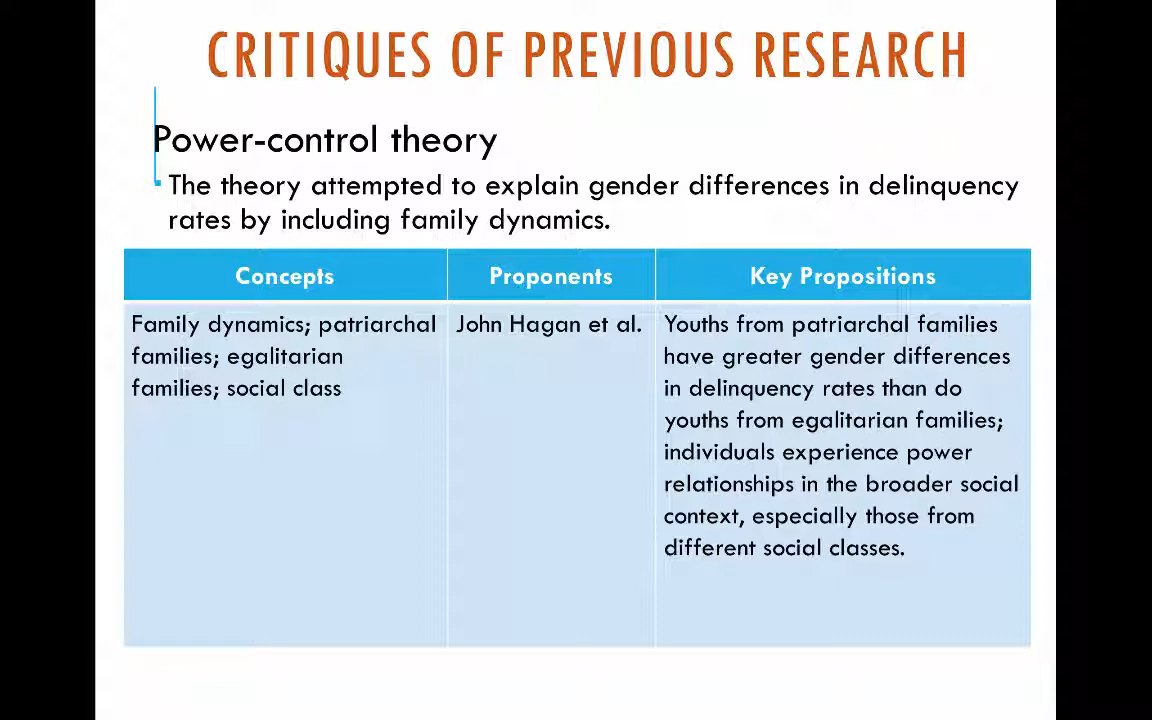 CRITIQUES OF PREVIOUS RESEARCH
Power-control theory
The theory attempted to explain gender differences in delinquency
rates by including family dynamics.
Concepts
Proponents
Key Propositions
Family dynamics; patriarchal
families; egalitarian
families; social class
John Hagan et al.
Youths from patriarchal families
have greater gender differences
in delinquency rates than do
youths from egalitarian families;
individuals experience power
relationships in the broader social
context, especially those from
different social classes.